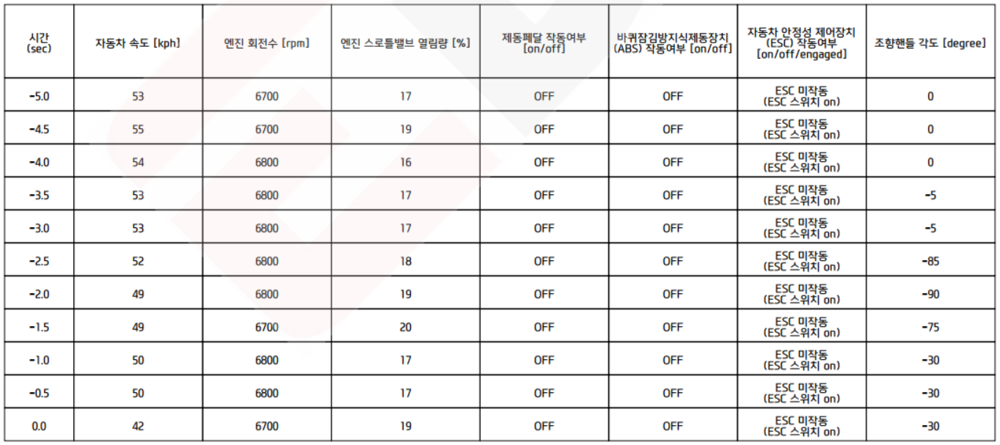 시간
(sec)
자동차 속도 [kph]
엔진 회전수 [rpm]
엔진 스로틀밸브 열림량 [%]
제동페달 작동여부
[on/off]
바퀴잠김방지식제동장치
(ABS) 작동여부 [on/off]
자동차 안정성 제어장치
(ESC) 작동여부
[on/off/engaged]
조향핸들 각도 [degree]
-5.0 53 6700 17 OFF OFF ESC 미작동 0
(ESC 스위치 on)
-4.5 55 6700 19 OFF OFF ESC 미작동 0
(ESC 스위치 on)
-4.0 54 6800 16 OFF OFF ESC 미작동 0
(ESC 스위치 on)
-3.5 53 6800 17 OFF OFF ESC 미작동 -5
(ESC 스위치 on)
-3.0 53 6800 17 OFF OFF ESC 미작동 -5
(ESC 스위치 on)
-2.5 52 6800 18 OFF OFF ESC 미작동 -85
(ESC 스위치 on)
-2.0 49 6800 19 OFF OFF ESC 미작동 -90
(ESC 스위치 on)
-1.5 49 6700 20 OFF OFF ESC 미작동 -75
(ESC 스위치 on)
-1.0 50 6800 17 OFF OFF ESC 미작동 -30
(ESC 스위치 on)
-0.5 50 6800 17 OFF OFF ESC 미작동 -30
(ESC 스위치 on)
0.0 42 6700 19 OFF OFF ESC 미작동 -30
(ESC 스위치 on)